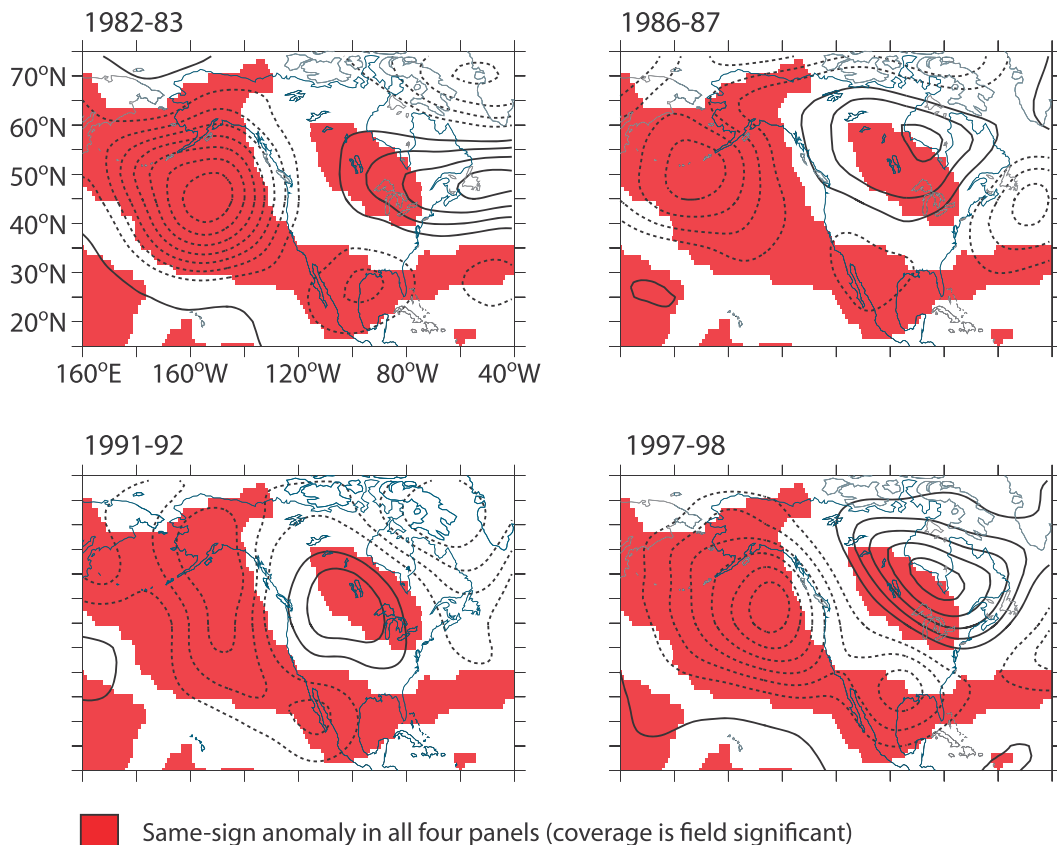 1982-83
1986-87
70°N
60°N
50°N
40°N
30°N
20°N
160°E 160°W 120°W 80°W 40°W
1991-92
1997-98
Same-sign anomaly in all four panels (coverage is field significant)